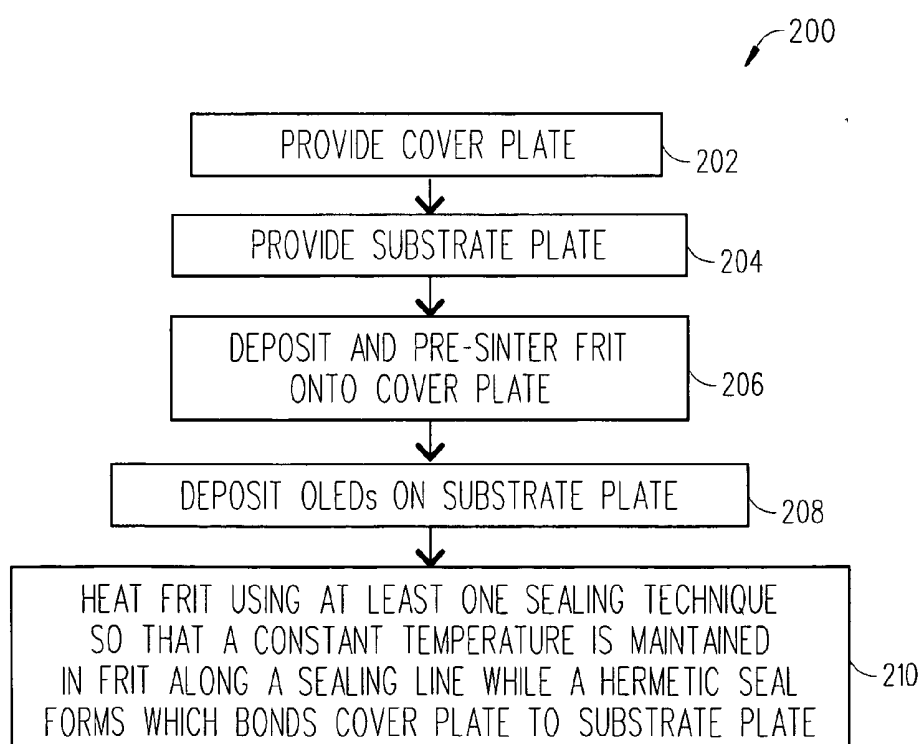 200
PROVIDE COVER PLATE
202
PROVIDE SUBSTRATE PLATE
204
DEPOSIT AND PRE-SINTER FRIT
ONTO COVER PLATE
206
DEPOSIT OLEDs ON SUBSTRATE PLATE
208
HEAT FRIT USING AT LEAST ONE SEALING TECHNIQUE
SO THAT A CONSTANT TEMPERATURE IS MAINTAINED
IN FRIT ALONG A SEALING LINE WHILE A HERMETIC SEAL
FORMS WHICH BONDS COVER PLATE TO SUBSTRATE PLATE
210